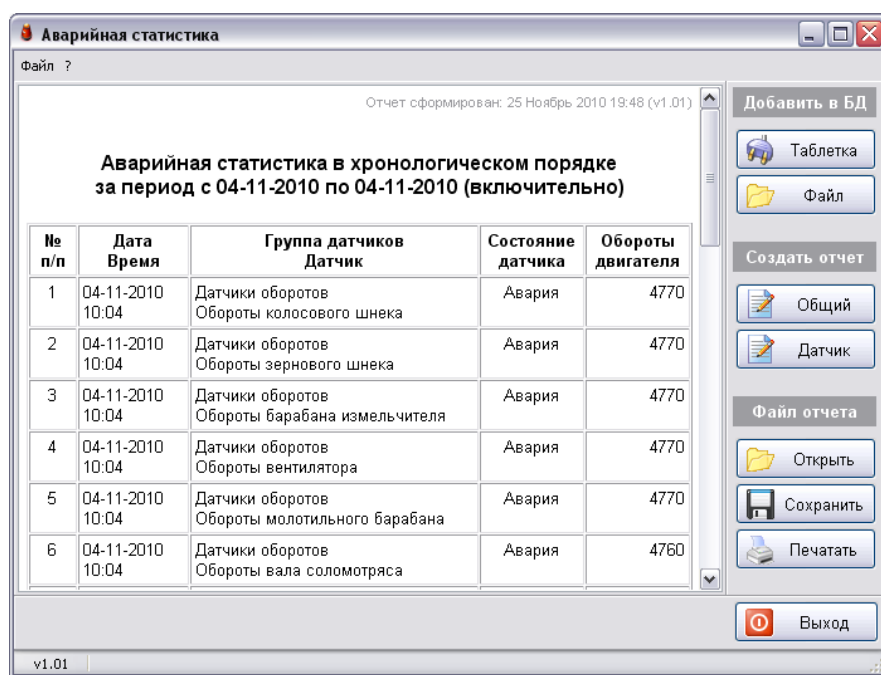 Аварийная статистика
Файл ?
Отчет сформирован: 25 Ноябрь 2010 19:48 (v1.01)
Аварийная статистика в хронологическом порядке
за период с 04-11-2010 по 04-11-2010 (включительно)
№ п/п Дата Время Группа датчиков Датчик Состояние датчика Обороты двигателя
1 04-11-2010 10:04 Датчики оборотов Обороты колосового шнека Авария 4770
2 04-11-2010 10:04 Датчики оборотов Обороты зернового шнека Авария 4770
3 04-11-2010 10:04 Датчики оборотов Обороты барабана измельчителя Авария 4770
4 04-11-2010 10:04 Датчики оборотов Обороты вентилятора Авария 4770
5 04-11-2010 10:04 Датчики оборотов Обороты молотильного барабана Авария 4770
6 04-11-2010 10:04 Датчики оборотов Обороты вала соломотряса Авария 4760
Добавить в БД
Таблетка
Файл
Создать отчет
Общий
Датчик
Файл отчета
Открыть
Сохранить
Печатать
Выход
v1.01